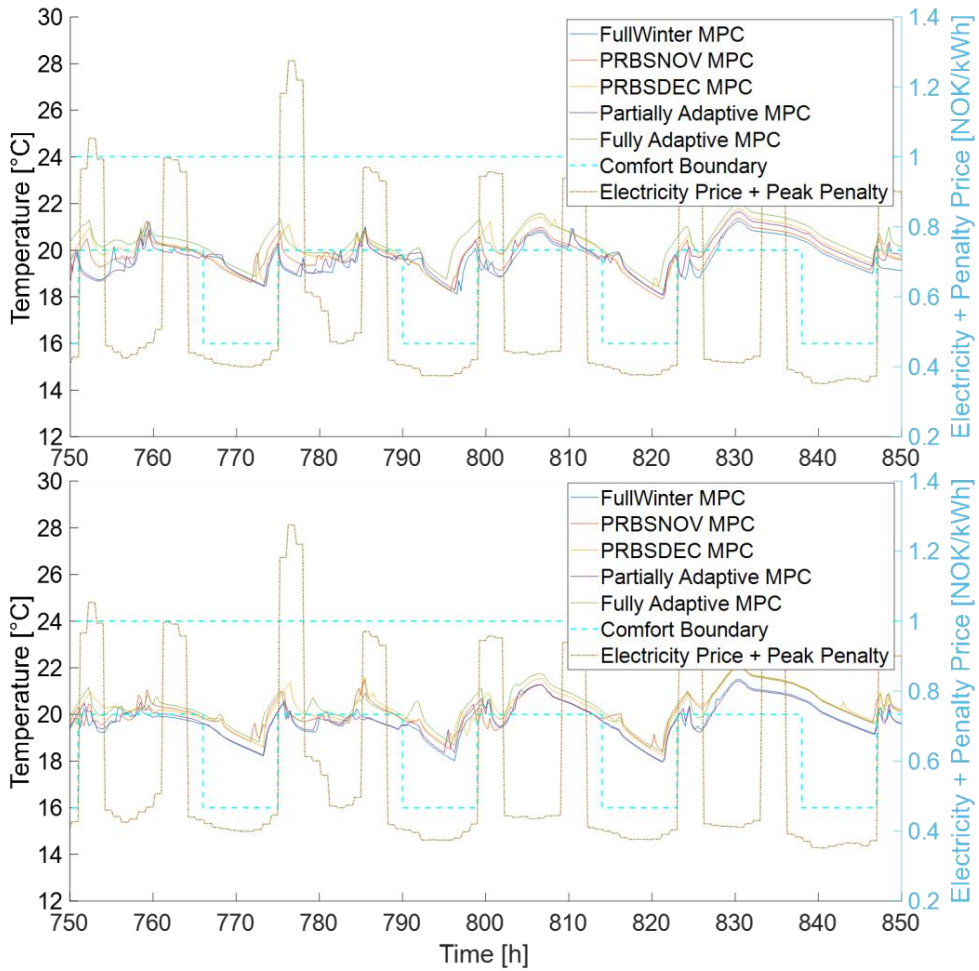 30
28
26
24
22
20
18
16
14
12
Temperature [°C]
FullWinter MPC
PRBSNOV MPC
PRBSDEC MPC
Partially Adaptive MPC
Fully Adaptive MPC
Comfort Boundary
Electricity Price + Peak Penalty
1.4
1.2
1
0.8
0.6
0.4
0.2
Electricity + Penalty Price [NOK/kWh]
750 760 770 780 790 800 810 820 830 840 850
30
28
26
24
22
20
18
16
14
12
Temperature [°C]
FullWinter MPC
PRBSNOV MPC
PRBSDEC MPC
Partially Adaptive MPC
Fully Adaptive MPC
Comfort Boundary
Electricity Price + Peak Penalty
1.4
1.2
1
0.8
0.6
0.4
0.2
Electricity + Penalty Price [NOK/kWh]
750 760 770 780 790 800 810 820 830 840 850
Time [h]